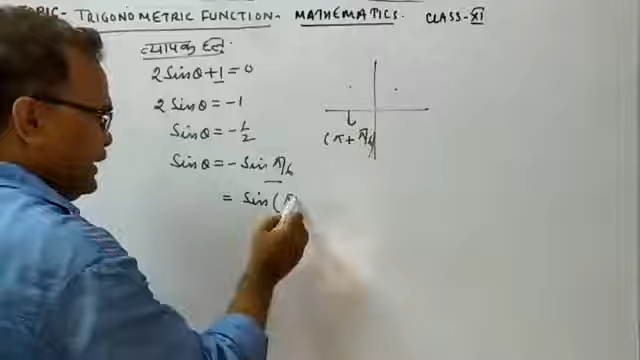 TOPIC- TRIGONOMETRIC FUNCTION- MATHEMATICS. CLASS-XI
व्यापक हल
2 Sinθ + 1 = 0
2 Sinθ = -1
Sinθ = -1/2
Sinθ = - Sin π/6
= Sin (π
(π + π/6